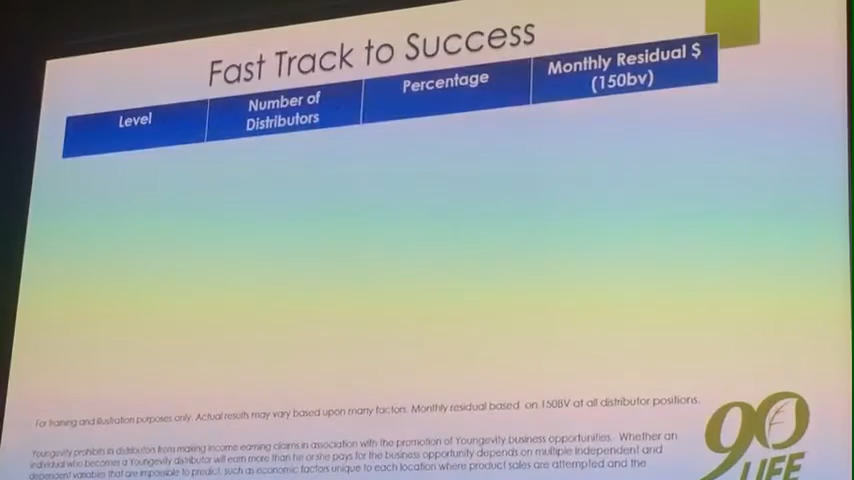 Fast Track to Success
Level
Number of
Distributors
Percentage
Monthly Residual $
(150bv)
For training and illustration purposes only. Actual results may vary based upon many factors. Monthly residual based on 150BV at all distributor positions.
Youngevity prohibits its distributors from making income earning claims in association with the promotion of Youngevity business opportunities. Whether an
individual who becomes a Youngevity distributor will earn more than he or she pays for the business opportunity depends on multiple independent and
dependent variables that are impossible to predict, such as economic factors unique to each location where product sales are attempted and the
90
LIFE